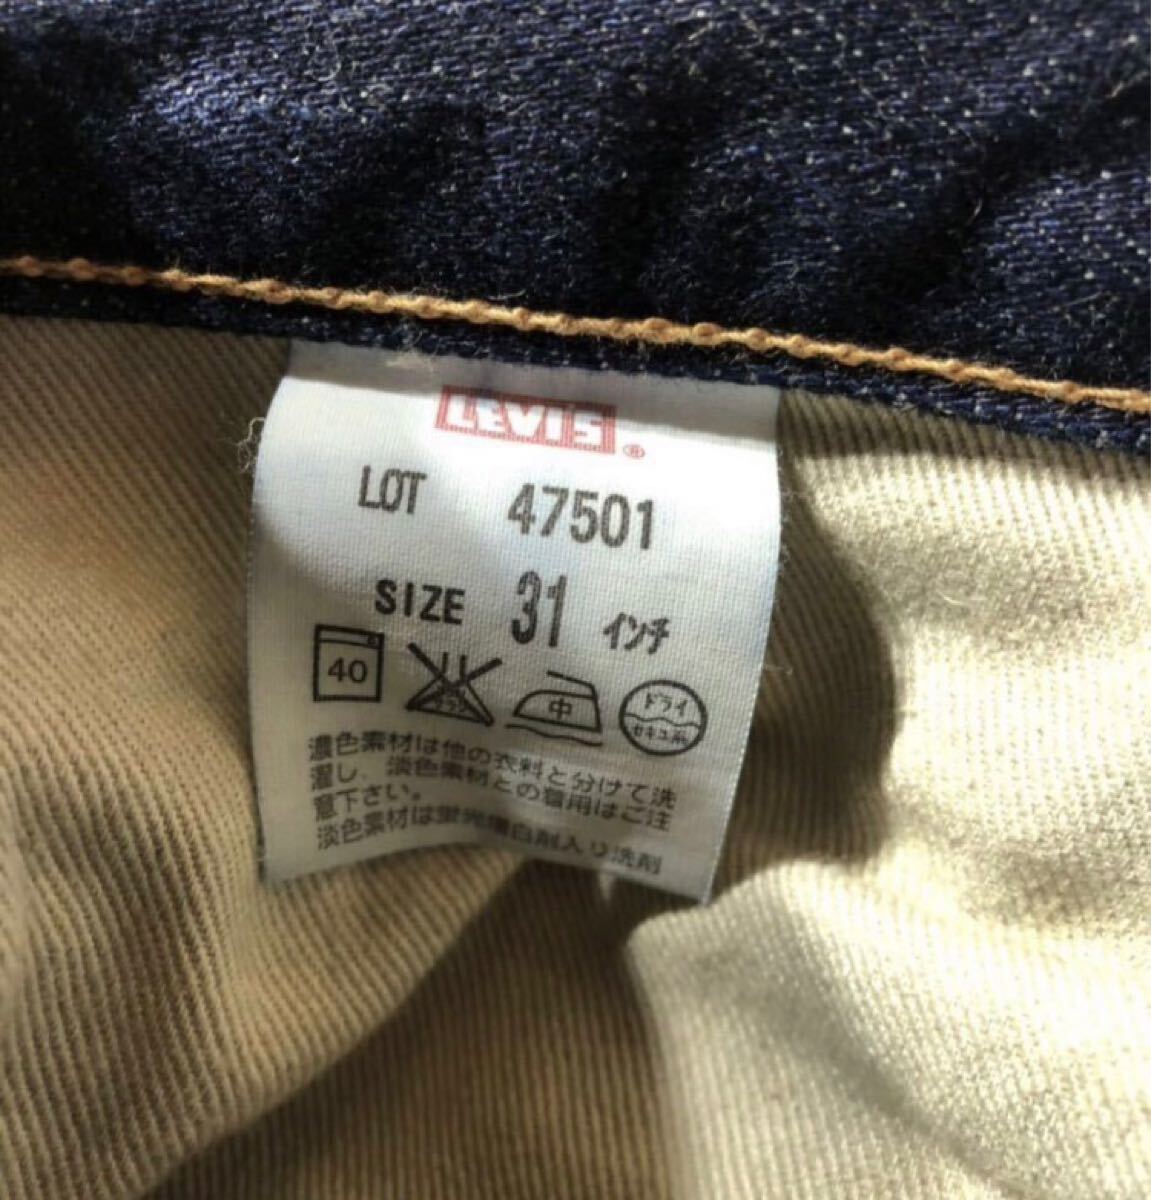 LEVI'S®
LOT 47501
SIZE 31 インチ
40
サラシ
中
ドライ
セキユ系
濃色素材は他の衣料と分けて洗
濯し、淡色素材との着用はご注
意下さい。
淡色素材は蛍光増白剤入り洗剤